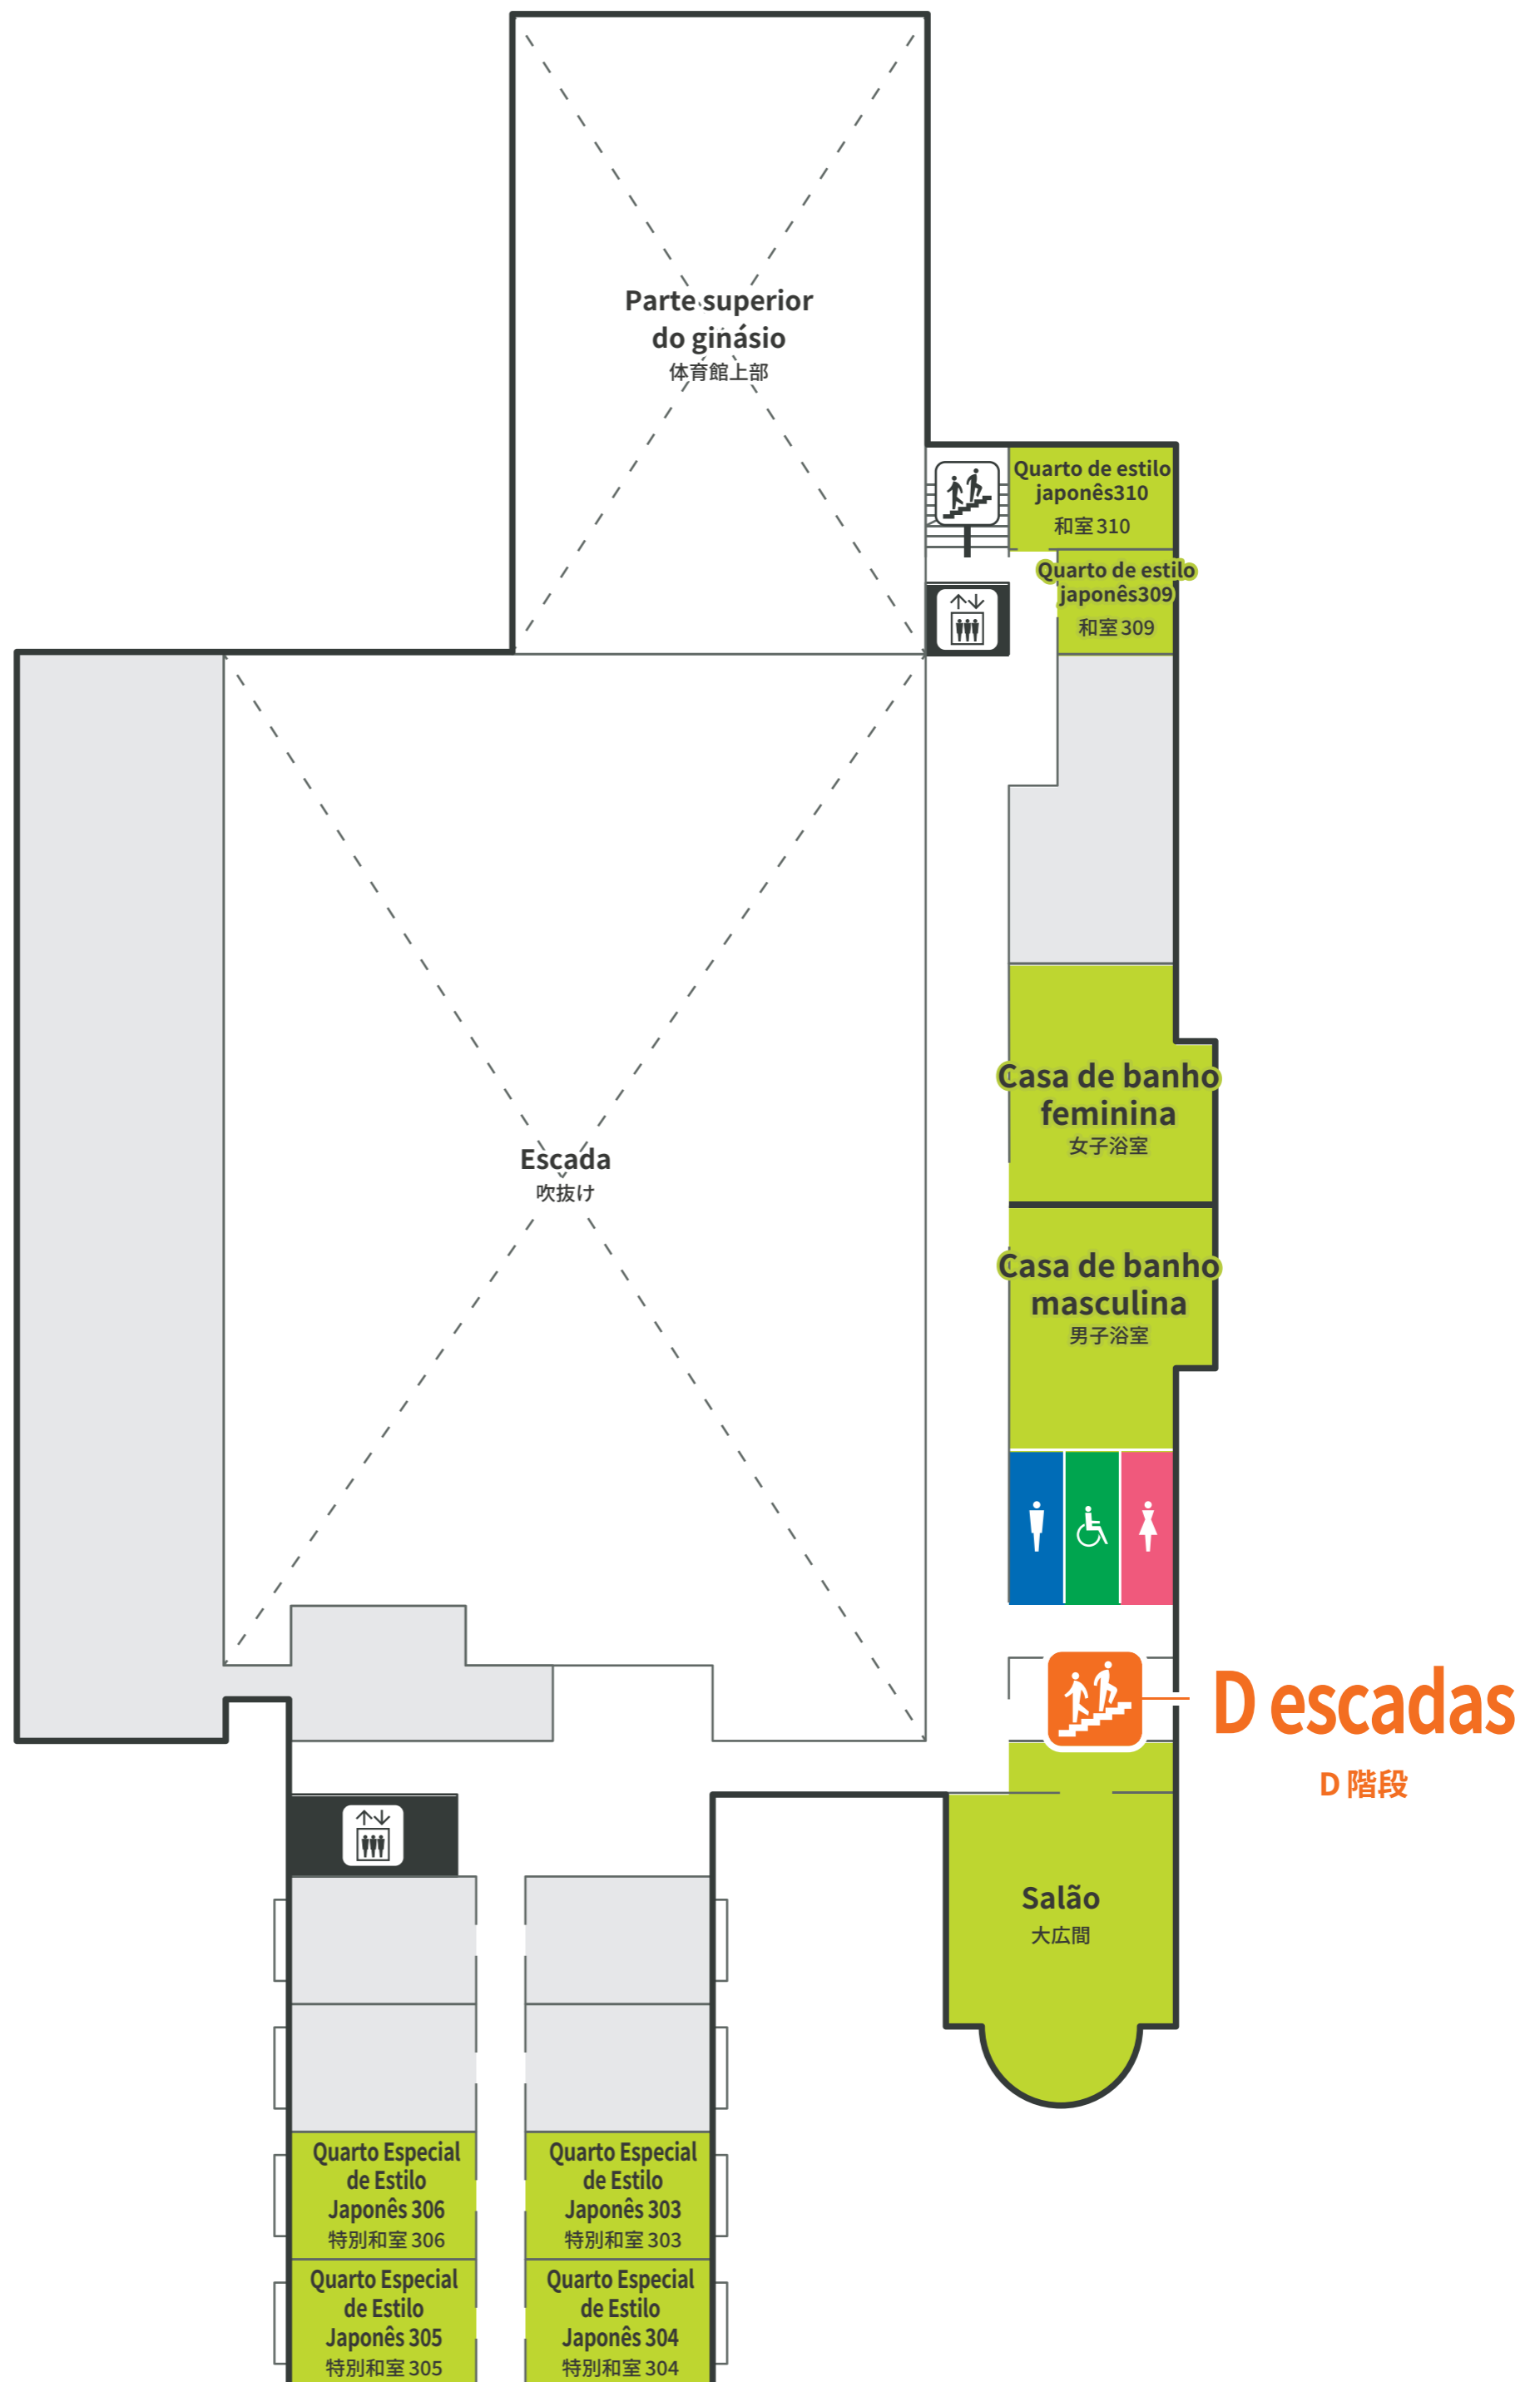 Parte superior
do ginásio
体育館上部
Quarto de estilo
japonês310
和室310
Quarto de estilo
japonês309
和室309
Casa de banho
feminina
女子浴室
Escada
吹抜け
Casa de banho
masculina
男子浴室
D escadas
D 階段
Salão
大広間
Quarto Especial
de Estilo
Japonês 306
特別和室306
Quarto Especial
de Estilo
Japonês 303
特別和室303
Quarto Especial
de Estilo
Japonês 305
特別和室305
Quarto Especial
de Estilo
Japonês 304
特別和室304